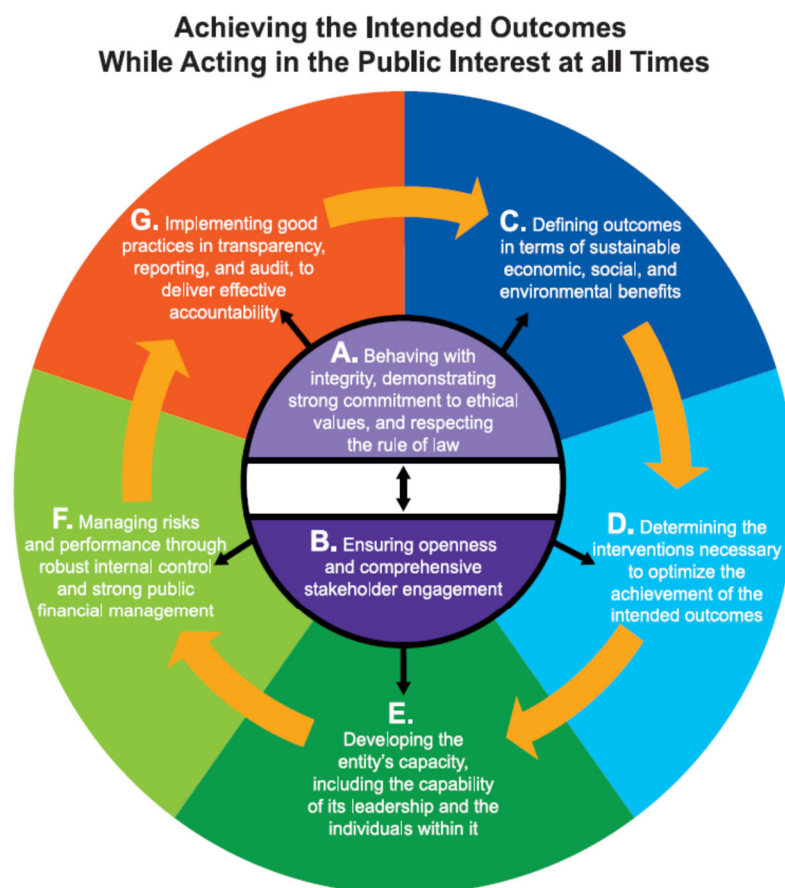 Achieving the Intended Outcomes
While Acting in the Public Interest at all Times
G. Implementing good
practices in transparency,
reporting, and audit, to
deliver effective
accountability
C. Defining outcomes
in terms of sustainable
economic, social, and
environmental benefits
A. Behaving with
integrity, demonstrating
strong commitment to ethical
values, and respecting
the rule of law
B. Ensuring openness
and comprehensive
stakeholder engagement
F. Managing risks
and performance through
robust internal control
and strong public
financial management
D. Determining the
interventions necessary
to optimize the
achievement of the
intended outcomes
E.
Developing the
entity's capacity,
including the capability
of its leadership and the
individuals within it